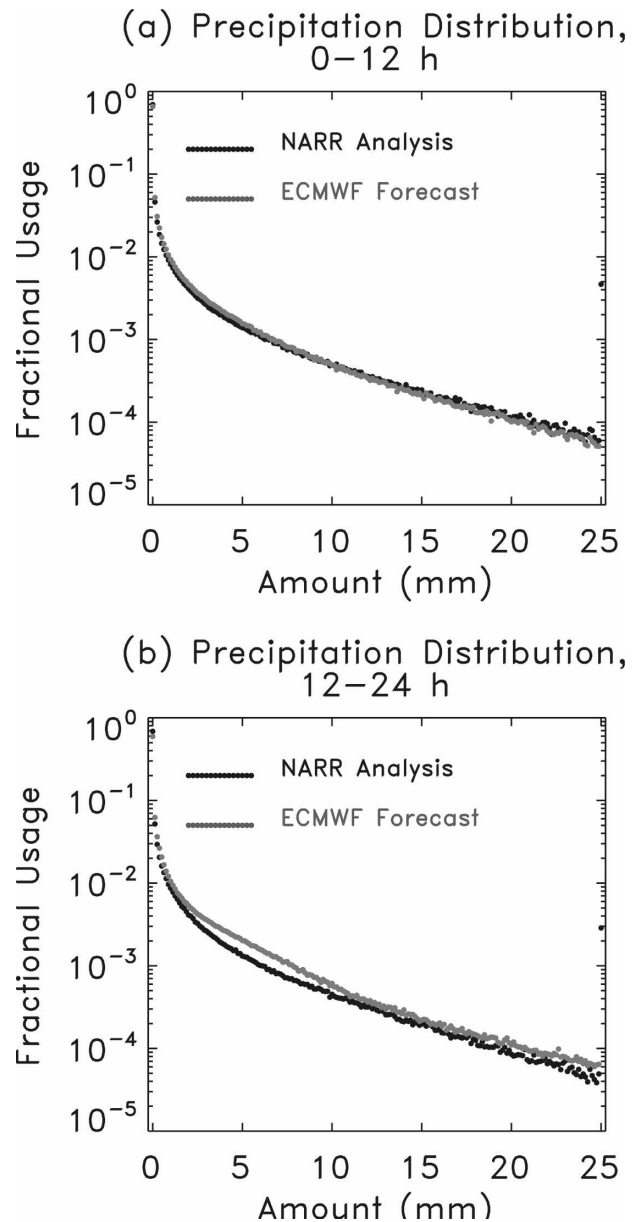 (a) Precipitation Distribution,
0−12 h
10^0
10^-1
10^-2
10^-3
10^-4
10^-5
Fractional Usage
NARR Analysis
ECMWF Forecast
0 5 10 15 20 25
Amount (mm)
(b) Precipitation Distribution,
12−24 h
10^0
10^-1
10^-2
10^-3
10^-4
10^-5
Fractional Usage
NARR Analysis
ECMWF Forecast
0 5 10 15 20 25
Amount (mm)